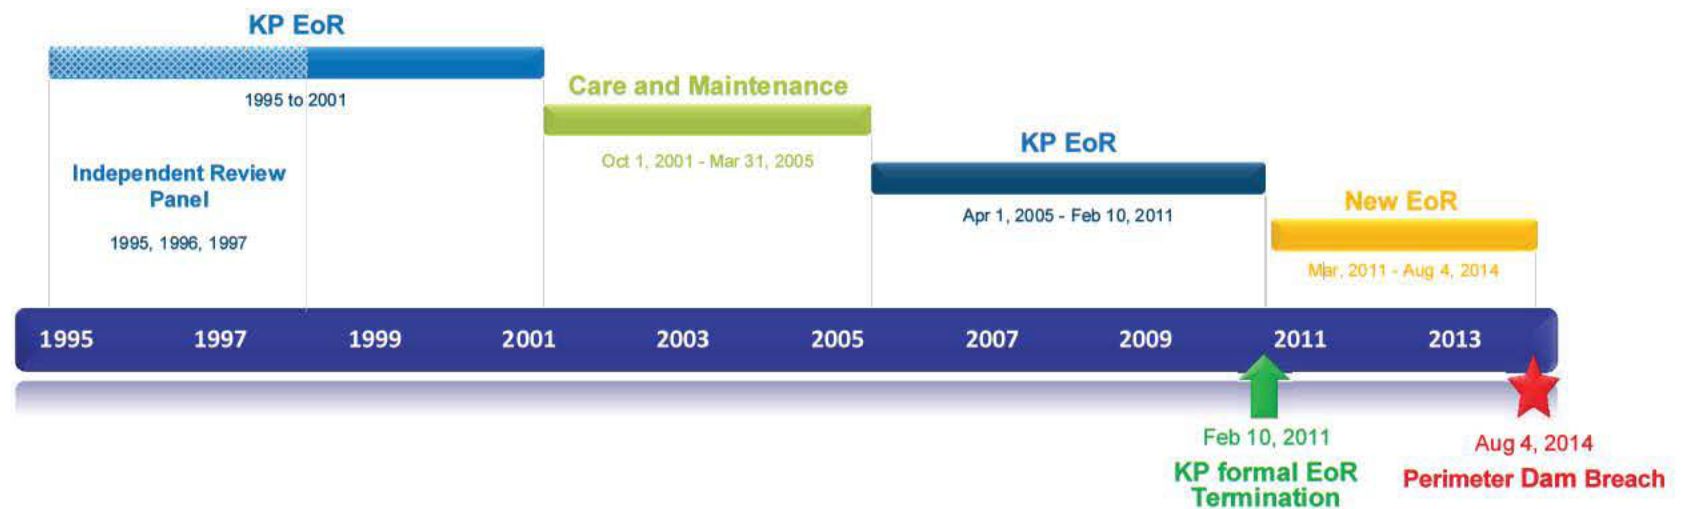 KP EoR
1995 to 2001
Independent Review
Panel
1995, 1996, 1997
Care and Maintenance
Oct 1, 2001 - Mar 31, 2005
KP EoR
Apr 1, 2005 - Feb 10, 2011
New EoR
Mar, 2011 - Aug 4, 2014
1995 1997 1999 2001 2003 2005 2007 2009 2011 2013
Feb 10, 2011
KP formal EoR
Termination
Aug 4, 2014
Perimeter Dam Breach